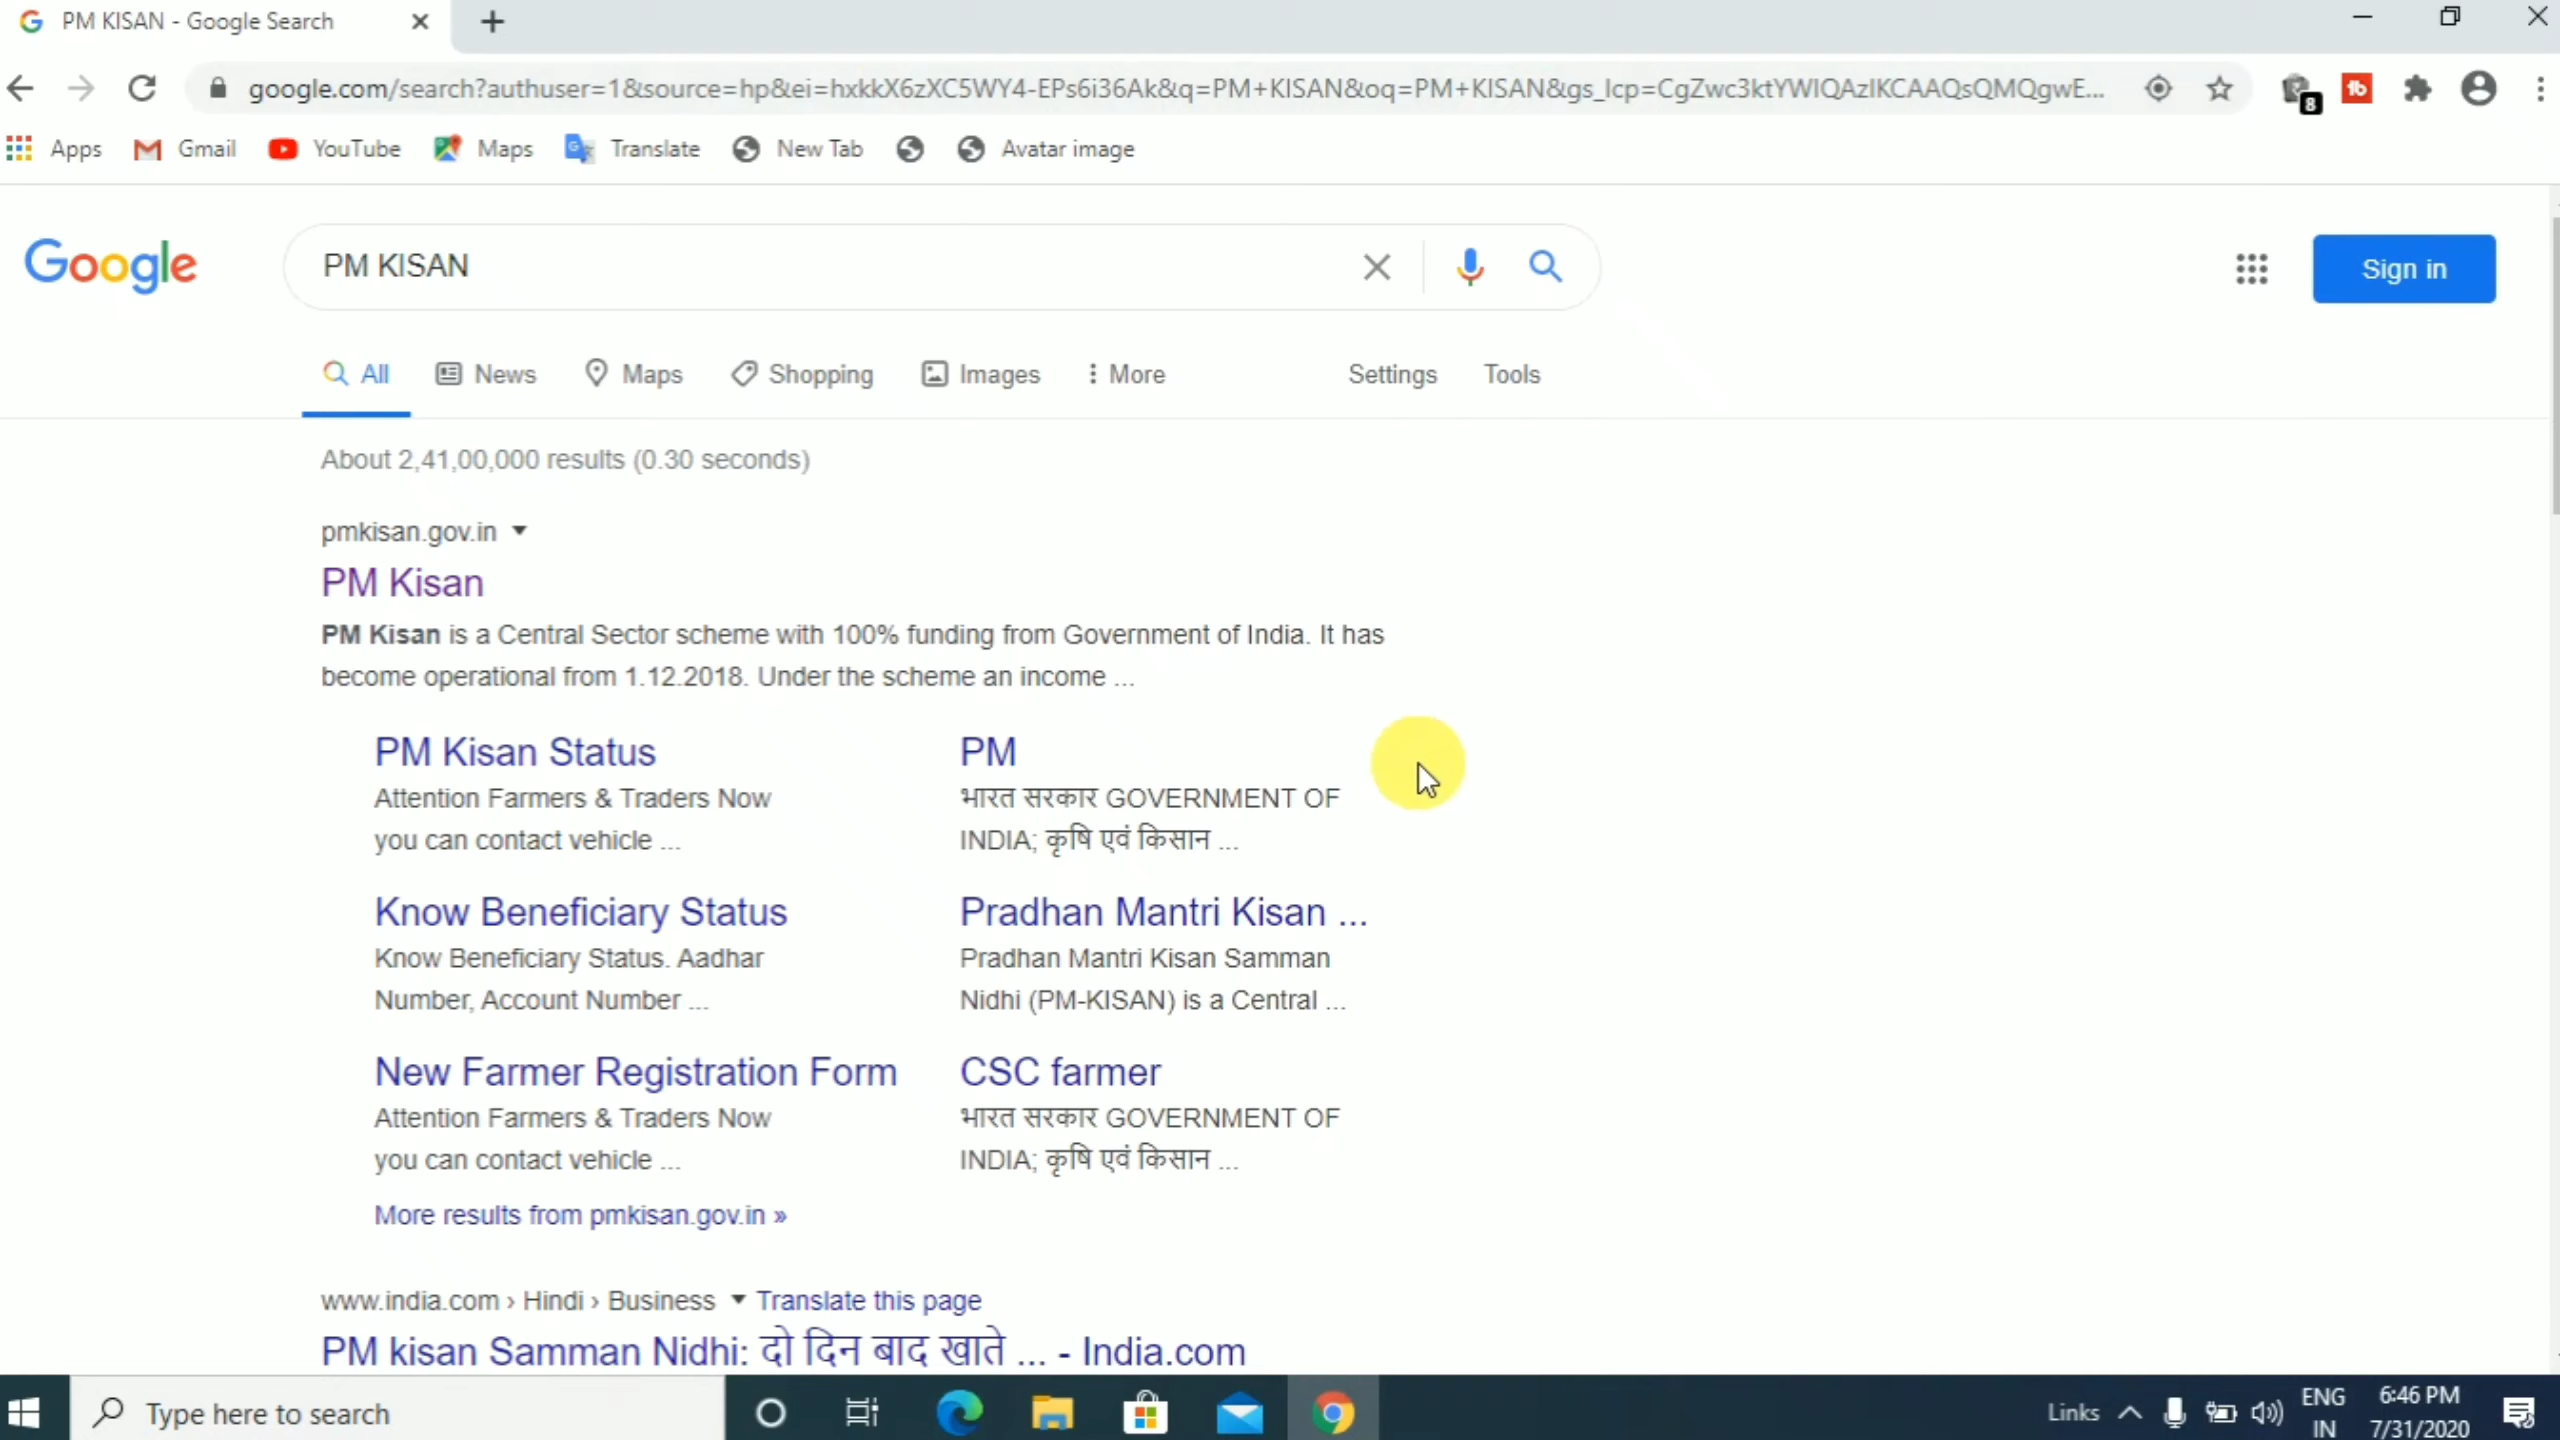 PM KISAN - Google Search
google.com/search?authuser=1&source=hp&ei=hxkkX6zXC5WY4-EPs6i36Ak&q=PM+KISAN&oq=PM+KISAN&gs_lcp=CgZwc3ktYWIQAzIKCAAQsQMQgwE...
8
Apps Gmail YouTube Maps Translate New Tab Avatar image
Google
PM KISAN
Sign in
All News Maps Shopping Images More Settings Tools
About 2,41,00,000 results (0.30 seconds)
pmkisan.gov.in
PM Kisan
PM Kisan is a Central Sector scheme with 100% funding from Government of India. It has
become operational from 1.12.2018. Under the scheme an income ...
PM Kisan Status
Attention Farmers & Traders Now
you can contact vehicle ...
PM
भारत सरकार GOVERNMENT OF
INDIA; कृषि एवं किसान ...
Know Beneficiary Status
Know Beneficiary Status. Aadhar
Number, Account Number ...
Pradhan Mantri Kisan ...
Pradhan Mantri Kisan Samman
Nidhi (PM-KISAN) is a Central ...
New Farmer Registration Form
Attention Farmers & Traders Now
you can contact vehicle ...
CSC farmer
भारत सरकार GOVERNMENT OF
INDIA; कृषि एवं किसान ...
More results from pmkisan.gov.in »
www.india.com › Hindi › Business Translate this page
PM kisan Samman Nidhi: दो दिन बाद खाते ... - India.com
Type here to search
Links
ENG
IN
6:46 PM
7/31/2020